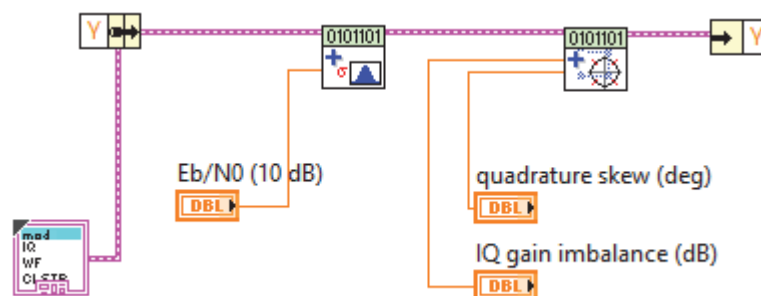 Y
0101101
0101101
Y
σ
Eb/N0 (10 dB)
DBL
quadrature skew (deg)
DBL
mod
IQ
WF
CLSTR
IQ gain imbalance (dB)
DBL